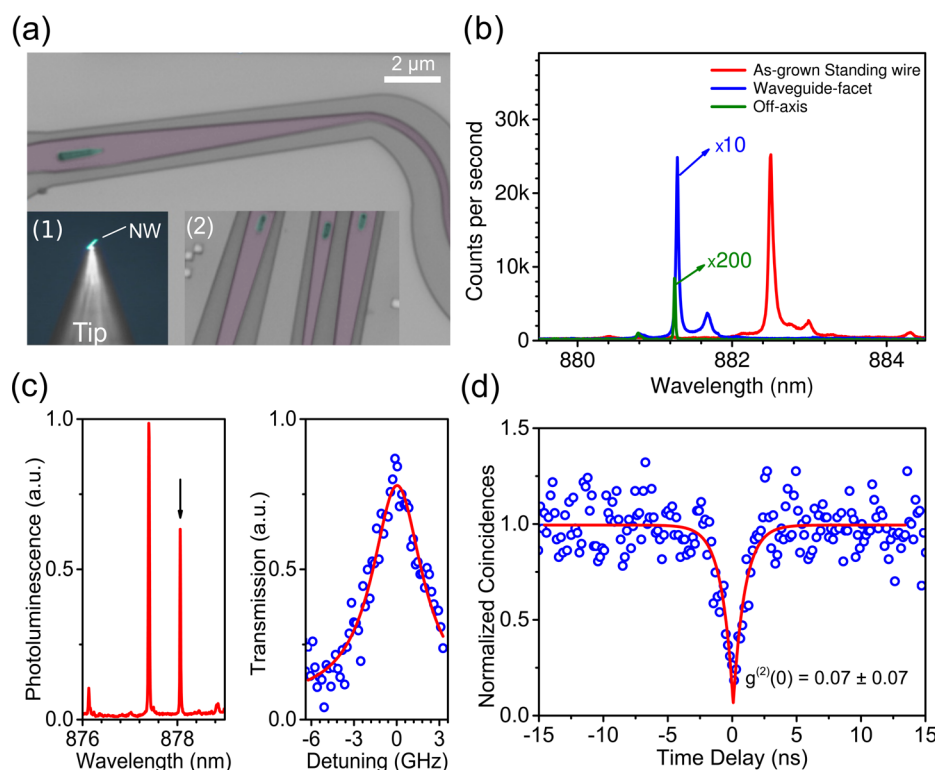 (a)
2 μm
(1)
NW
Tip
(2)
(b)
Counts per second
30k
20k
10k
0
As-grown Standing wire
Waveguide-facet
Off-axis
x10
x200
880
882
884
Wavelength (nm)
(c)
Photoluminescence (a.u.)
1.0
0.5
0.0
876
878
Wavelength (nm)
Transmission (a.u.)
1.0
0.5
0.0
-6
-3
0
3
Detuning (GHz)
(d)
Normalized Coincidences
1.5
1.0
0.5
0.0
g⁽²⁾(0) = 0.07 ± 0.07
-15
-10
-5
0
5
10
15
Time Delay (ns)